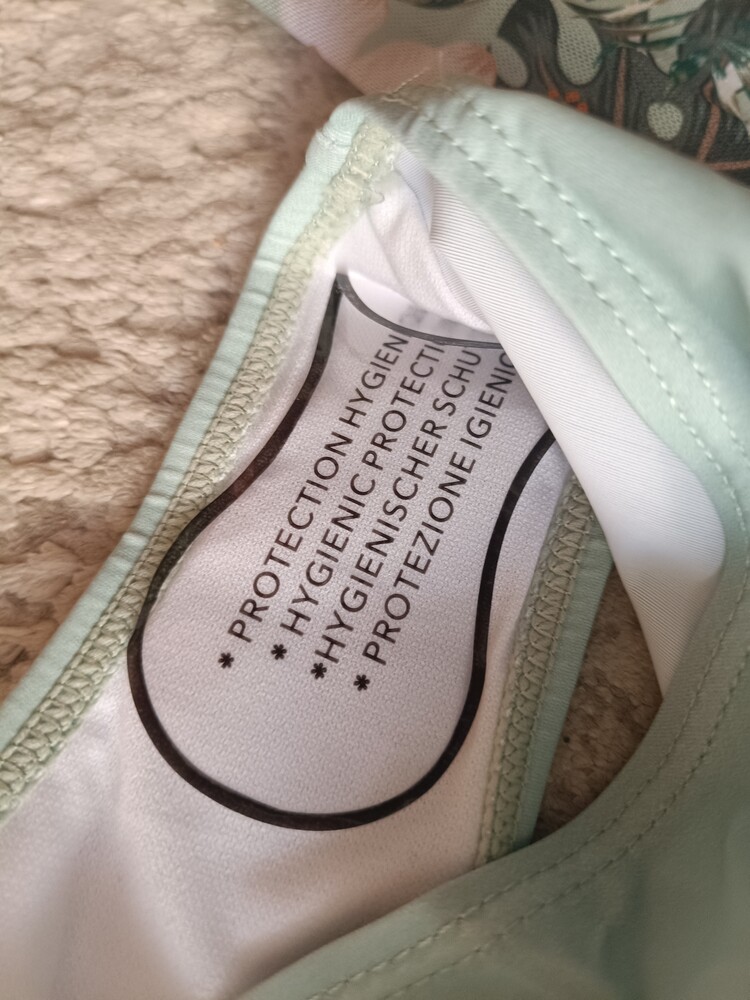 * PROTECTION HYGIEN
* HYGIENIC PROTECTI
*HYGIENISCHER SCHU
* PROTEZIONE IGIENIC